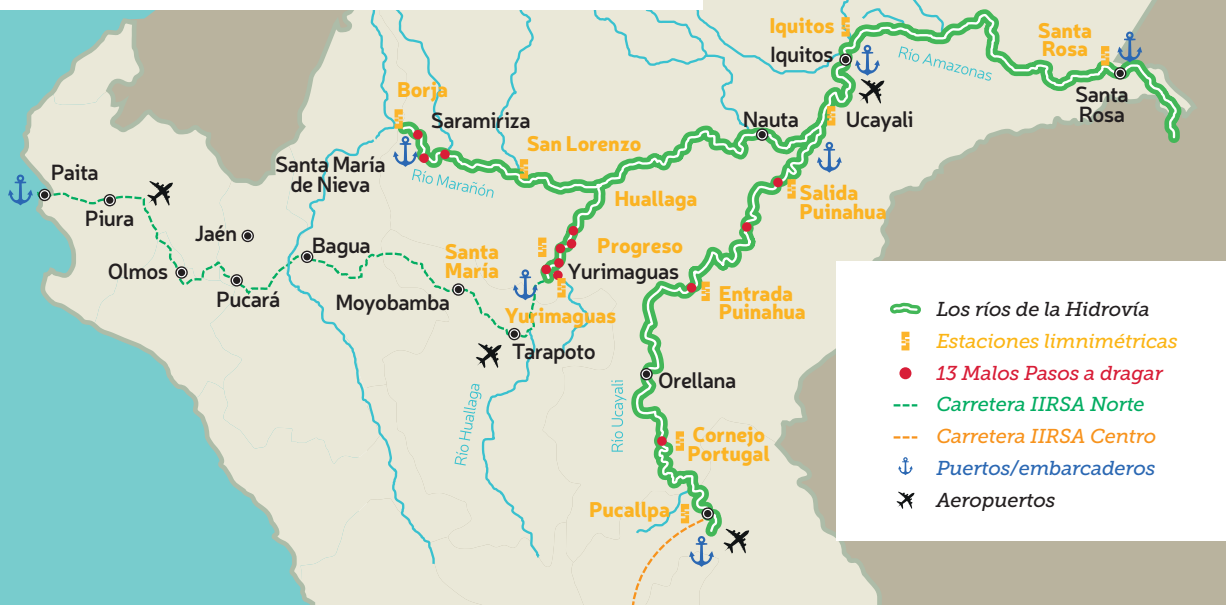 Iquitos
Iquitos
Río Amazonas
Santa
Rosa
Santa
Rosa
Borja
Saramiriza
San Lorenzo
Nauta
Ucayali
Santa María
de Nieva
Río Marañón
Paita
Piura
Huallaga
Salida
Puinahua
Jaén
Bagua
Santa
María
Progreso
Yurimaguas
Olmos
Pucará
Moyobamba
Yurimaguas
Entrada
Puinahua
Tarapoto
Orellana
Río Huallaga
Río Ucayali
Cornejo
Portugal
Pucallpa
Los ríos de la Hidrovía
Estaciones limnimétricas
13 Malos Pasos a dragar
Carretera IIRSA Norte
Carretera IIRSA Centro
Puertos/embarcaderos
Aeropuertos